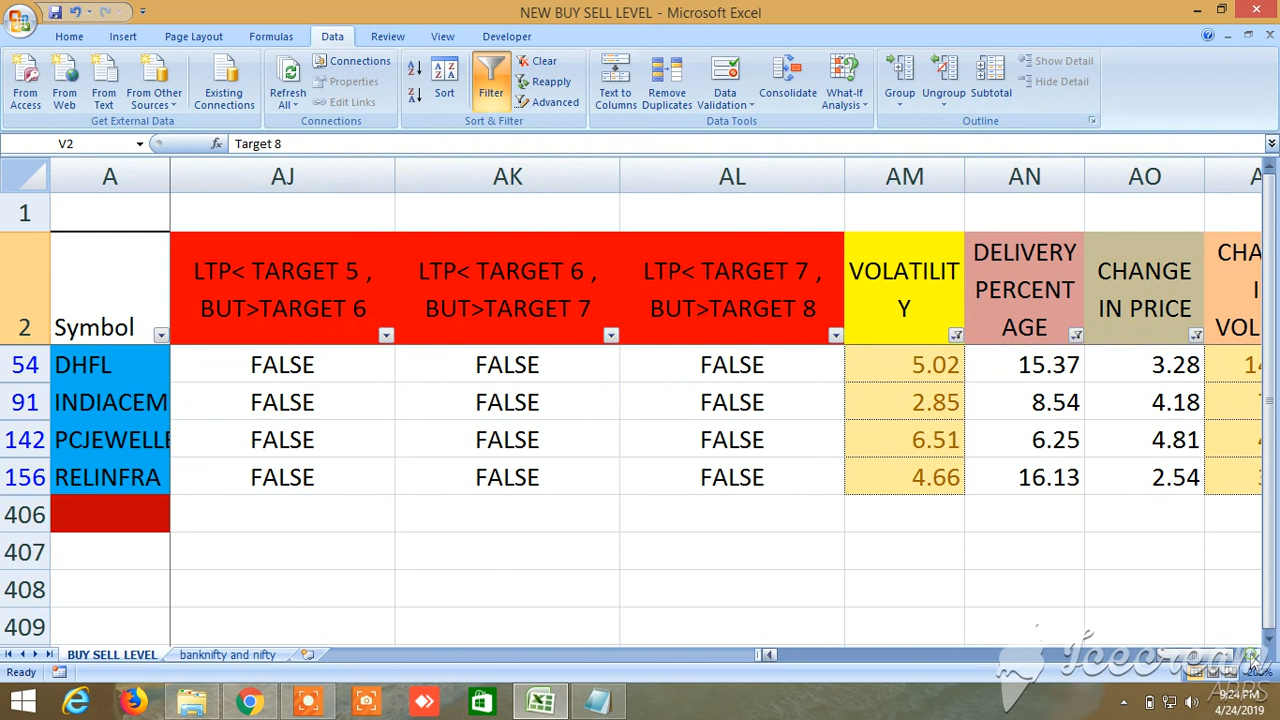 NEW BUY SELL LEVEL - Microsoft Excel
Home Insert Page Layout Formulas Data Review View Developer
From Access
From Web
From Text
From Other Sources
Existing Connections
Get External Data
Refresh All
Connections
Properties
Edit Links
Connections
Sort
Filter
Clear
Reapply
Advanced
Sort & Filter
Text to Columns
Remove Duplicates
Data Validation
Consolidate
What-If Analysis
Data Tools
Group
Ungroup
Subtotal
Show Detail
Hide Detail
Outline
V2 fx Target 8
A AJ AK AL AM AN AO
1
2
Symbol
LTP< TARGET 5 ,
BUT>TARGET 6
LTP< TARGET 6 ,
BUT>TARGET 7
LTP< TARGET 7 ,
BUT>TARGET 8
VOLATILIT
Y
DELIVERY
PERCENT
AGE
CHANGE
IN PRICE
CHA
I
VOL
54 DHFL FALSE FALSE FALSE 5.02 15.37 3.28
91 INDIACEM FALSE FALSE FALSE 2.85 8.54 4.18
142 PCJEWELLE FALSE FALSE FALSE 6.51 6.25 4.81
156 RELINFRA FALSE FALSE FALSE 4.66 16.13 2.54
406
407
408
409
BUY SELL LEVEL banknifty and nifty
Ready
Icecream
APPS
9:24 PM
4/24/2019